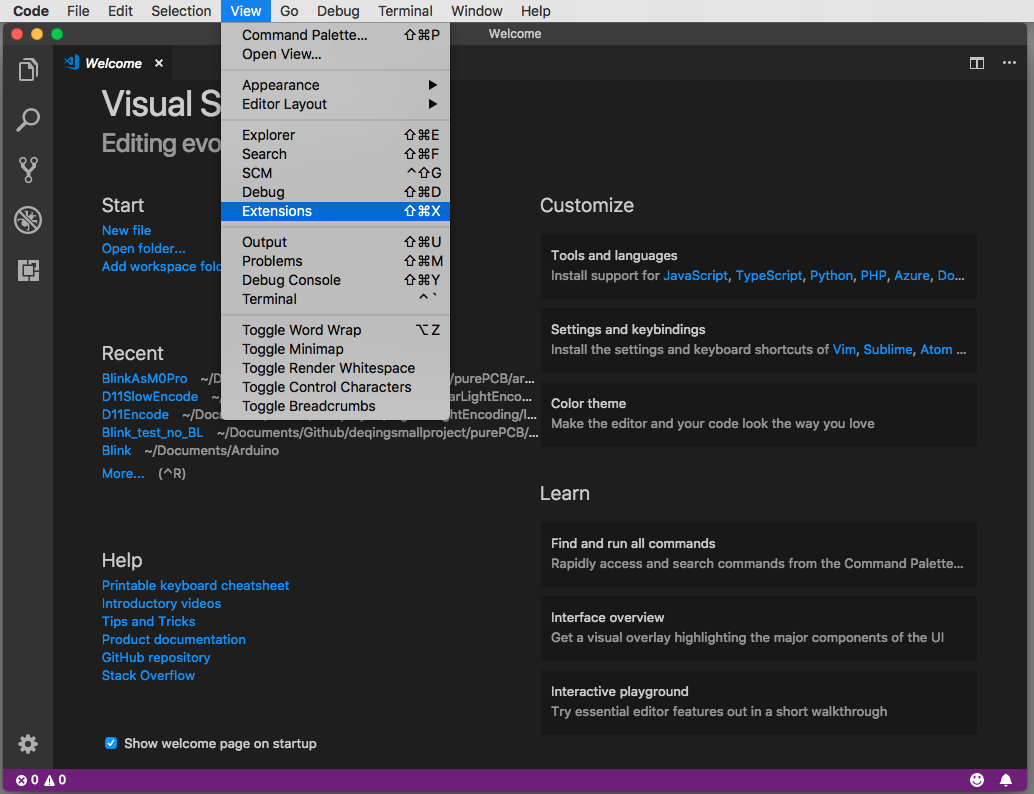 Code File Edit Selection View Go Debug Terminal Window Help
Welcome
Welcome ×
Command Palette... ⇧⌘P
Open View...
Appearance ▶
Editor Layout ▶
Explorer ⇧⌘E
Search ⇧⌘F
SCM ^⇧G
Debug ⇧⌘D
Extensions ⇧⌘X
Output ⇧⌘U
Problems ⇧⌘M
Debug Console ⇧⌘Y
Terminal ^`
Toggle Word Wrap ⌥Z
Toggle Minimap
Toggle Render Whitespace
Toggle Control Characters
Toggle Breadcrumbs
Visual S
Editing evo
Start
New file
Open folder...
Add workspace fold
Recent
BlinkAsM0Pro ~/D /purePCB/ar...
D11SlowEncode ~, arLightEnco...
D11Encode ~/Docu htEncoding/I...
Blink_test_no_BL ~/Documents/Github/deqingsmallproject/purePCB/...
Blink ~/Documents/Arduino
More... (^R)
Help
Printable keyboard cheatsheet
Introductory videos
Tips and Tricks
Product documentation
GitHub repository
Stack Overflow
Show welcome page on startup
Customize
Tools and languages
Install support for JavaScript, TypeScript, Python, PHP, Azure, Do...
Settings and keybindings
Install the settings and keyboard shortcuts of Vim, Sublime, Atom ...
Color theme
Make the editor and your code look the way you love
Learn
Find and run all commands
Rapidly access and search commands from the Command Palette...
Interface overview
Get a visual overlay highlighting the major components of the UI
Interactive playground
Try essential editor features out in a short walkthrough
0 0